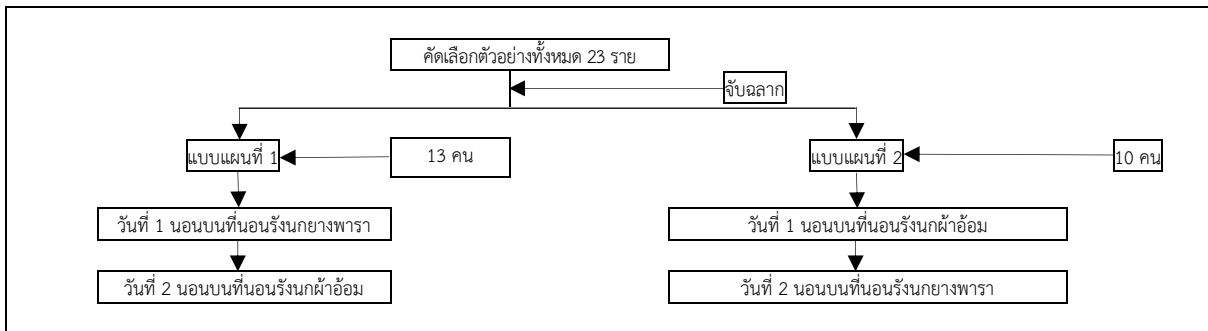 คัดเลือกตัวอย่างทั้งหมด 23 ราย
จับฉลาก
แบบแผนที่ 1
13 คน
แบบแผนที่ 2
10 คน
วันที่ 1 นอนบนที่นอนรังนกยางพารา
วันที่ 1 นอนบนที่นอนรังนกผ้าอ้อม
วันที่ 2 นอนบนที่นอนรังนกผ้าอ้อม
วันที่ 2 นอนบนที่นอนรังนกยางพารา